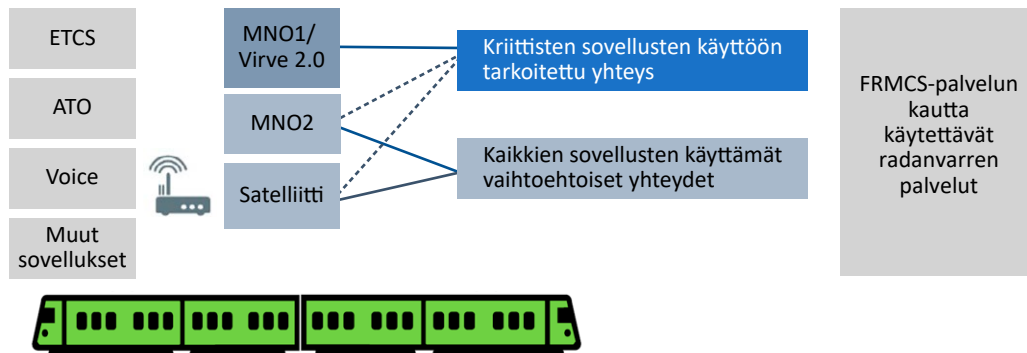 ETCS
ATO
Voice
Muut
sovellukset
MNO1/
Virve 2.0
MNO2
Satelliitti
Kriittisten sovellusten käyttöön
tarkoitettu yhteys
Kaikkien sovellusten käyttämät
vaihtoehtoiset yhteydet
FRMCS-palvelun
kautta
käytettävät
radanvarren
palvelut